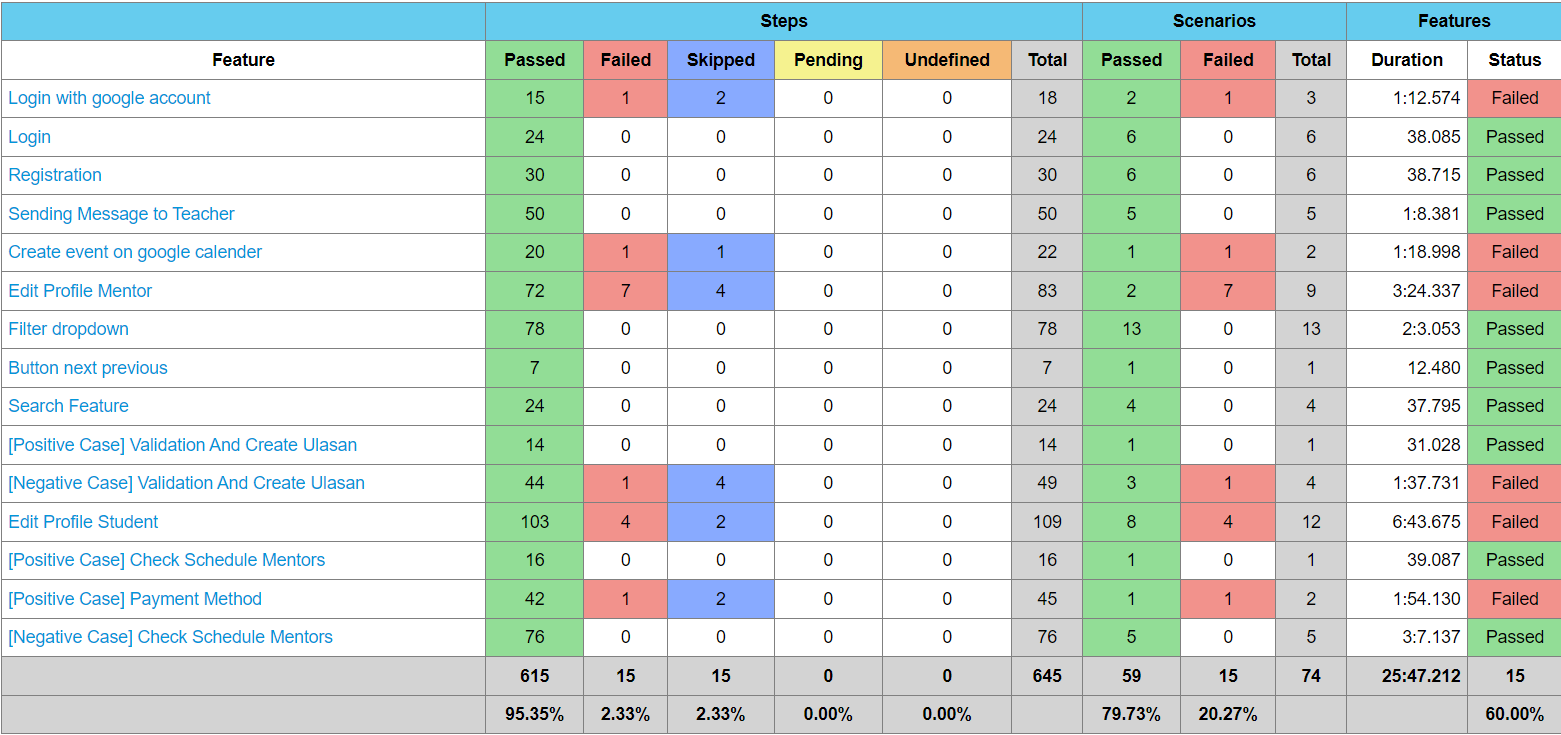 Steps Scenarios Features
Feature Passed Failed Skipped Pending Undefined Total Passed Failed Total Duration Status
Login with google account 15 1 2 0 0 18 2 1 3 1:12.574 Failed
Login 24 0 0 0 0 24 6 0 6 38.085 Passed
Registration 30 0 0 0 0 30 6 0 6 38.715 Passed
Sending Message to Teacher 50 0 0 0 0 50 5 0 5 1:8.381 Passed
Create event on google calender 20 1 1 0 0 22 1 1 2 1:18.998 Failed
Edit Profile Mentor 72 7 4 0 0 83 2 7 9 3:24.337 Failed
Filter dropdown 78 0 0 0 0 78 13 0 13 2:3.053 Passed
Button next previous 7 0 0 0 0 7 1 0 1 12.480 Passed
Search Feature 24 0 0 0 0 24 4 0 4 37.795 Passed
[Positive Case] Validation And Create Ulasan 14 0 0 0 0 14 1 0 1 31.028 Passed
[Negative Case] Validation And Create Ulasan 44 1 4 0 0 49 3 1 4 1:37.731 Failed
Edit Profile Student 103 4 2 0 0 109 8 4 12 6:43.675 Failed
[Positive Case] Check Schedule Mentors 16 0 0 0 0 16 1 0 1 39.087 Passed
[Positive Case] Payment Method 42 1 2 0 0 45 1 1 2 1:54.130 Failed
[Negative Case] Check Schedule Mentors 76 0 0 0 0 76 5 0 5 3:7.137 Passed
615 15 15 0 0 645 59 15 74 25:47.212 15
95.35% 2.33% 2.33% 0.00% 0.00% 79.73% 20.27% 60.00%